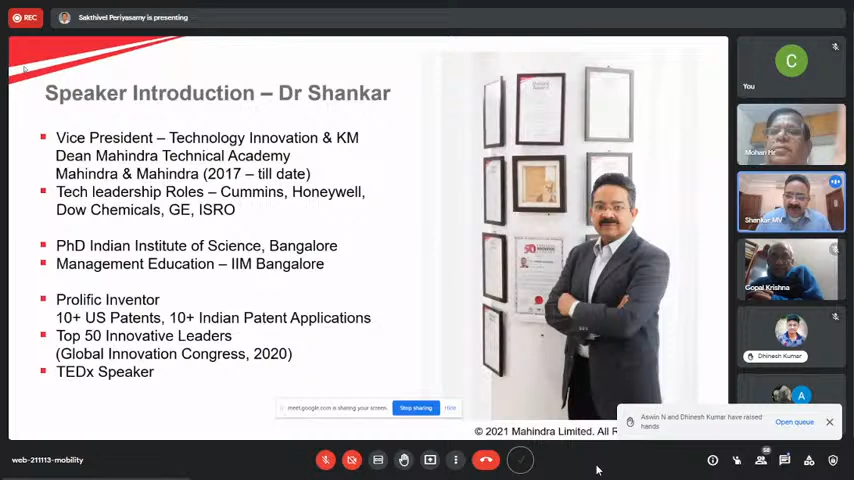 REC
Sakthivel Periyasamy is presenting
Speaker Introduction – Dr Shankar
Vice President – Technology Innovation & KM
Dean Mahindra Technical Academy
Mahindra & Mahindra (2017 – till date)
Tech leadership Roles – Cummins, Honeywell,
Dow Chemicals, GE, ISRO
PhD Indian Institute of Science, Bangalore
Management Education – IIM Bangalore
Prolific Inventor
10+ US Patents, 10+ Indian Patent Applications
Top 50 Innovative Leaders
(Global Innovation Congress, 2020)
TEDx Speaker
meet.google.com is sharing your screen.
Stop sharing
Hide
© 2021 Mahindra Limited. All R
C
You
Mohan Hr
Shankar MV
Gopal Krishna
Dhinesh Kumar
A
Aswin N and Dhinesh Kumar have raised
hands
Open queue
web-211113-mobility
58